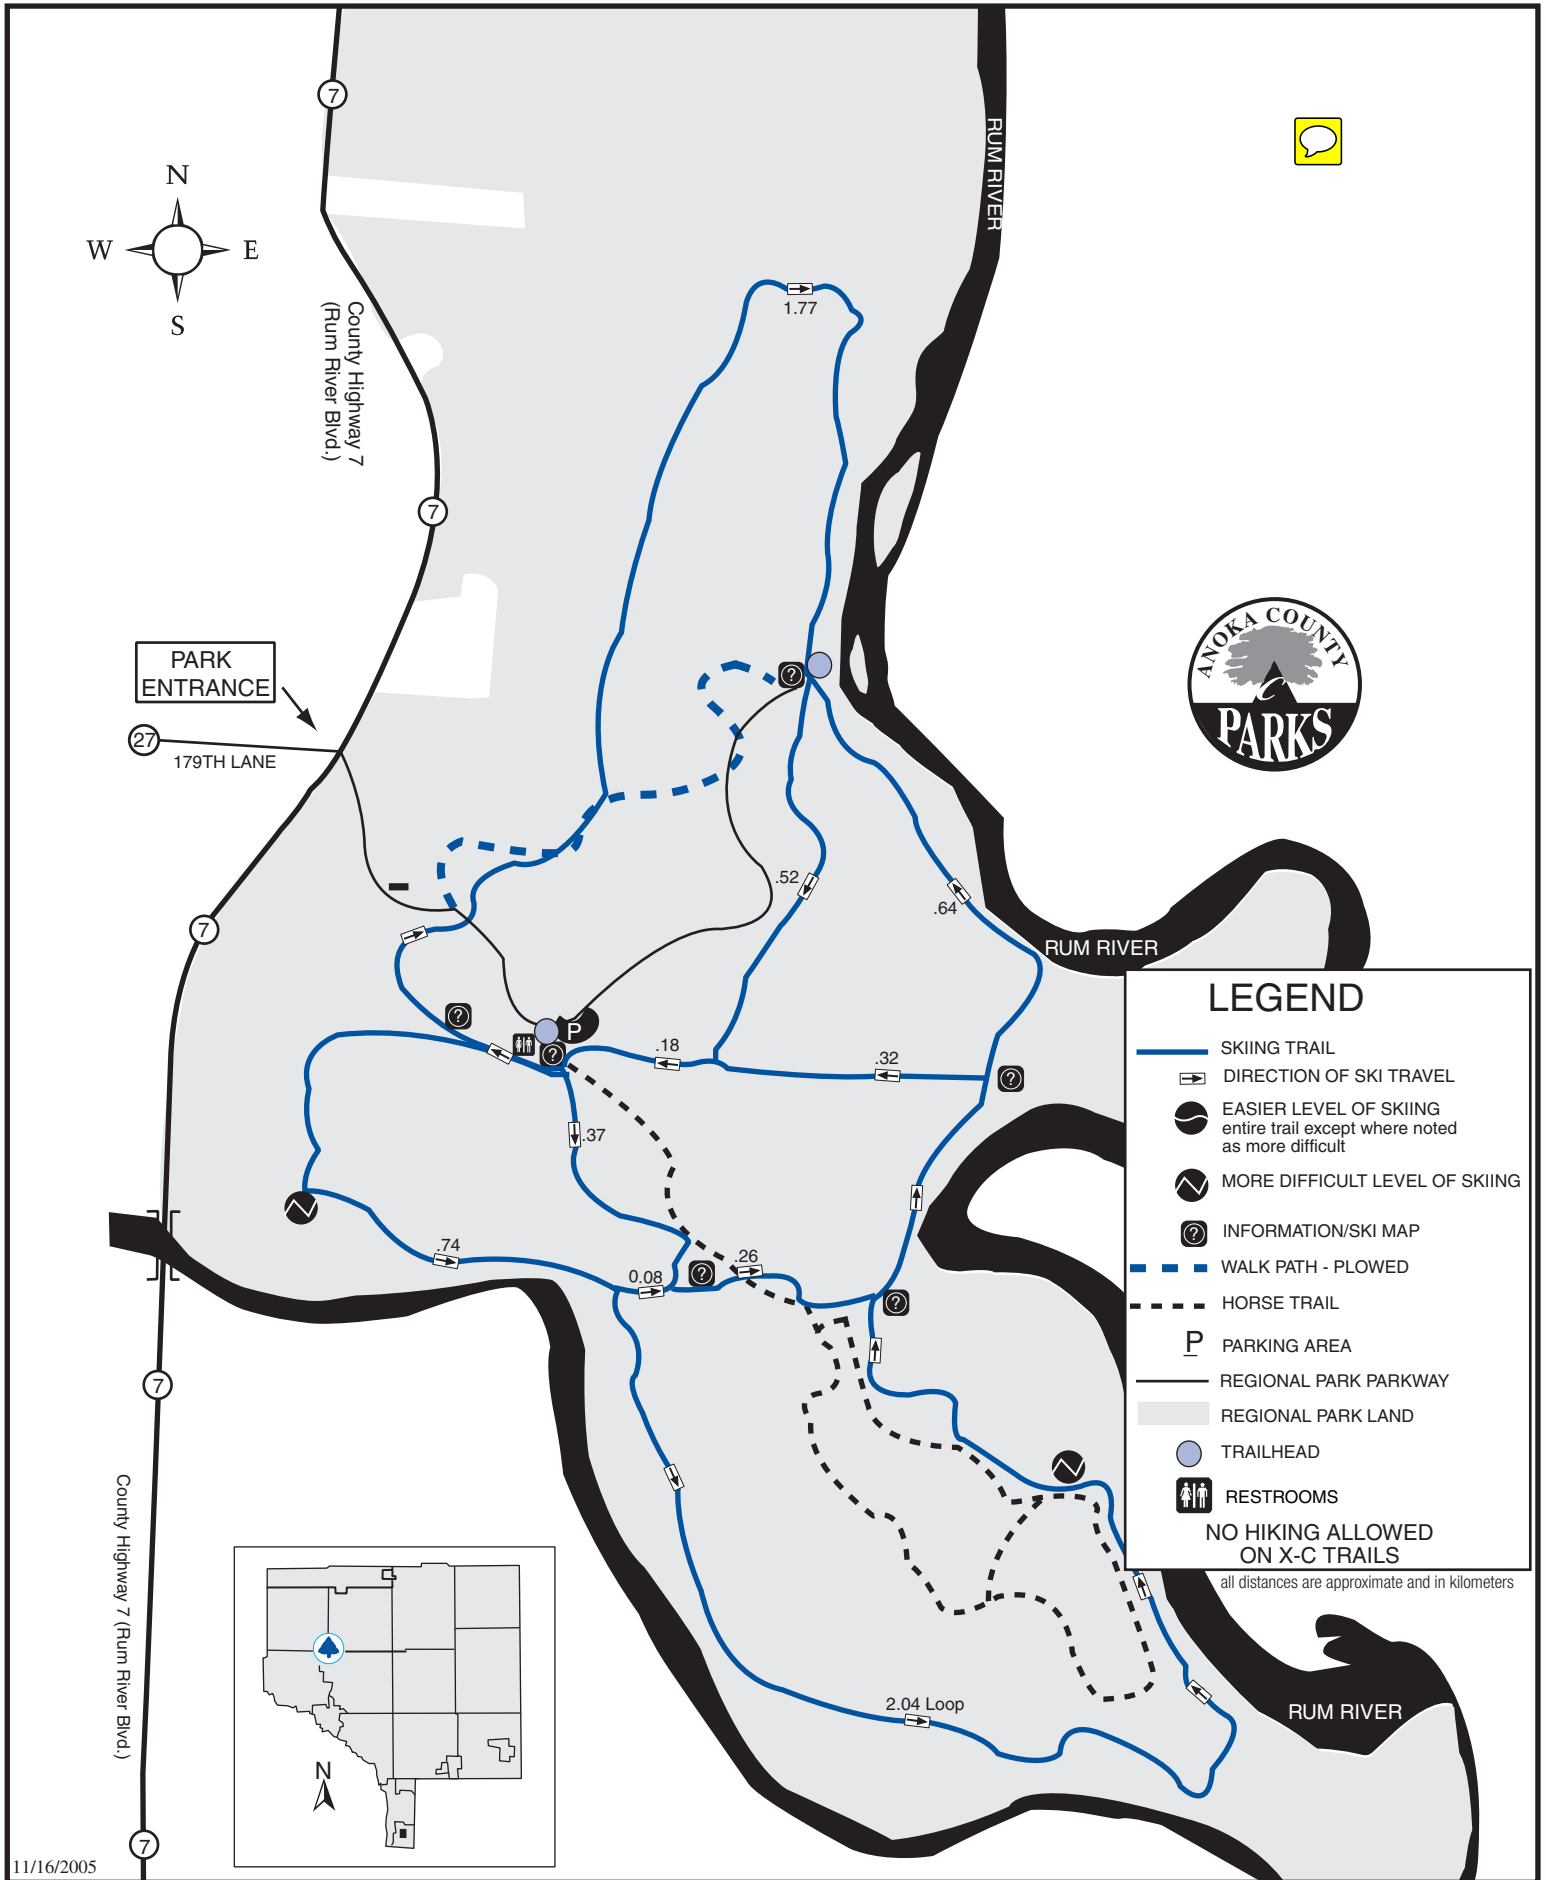 7
RUM RIVER
N
W
E
S
County Highway 7
(Rum River Blvd.)
1.77
7
ANOKA COUNTY
PARKS
PARK
ENTRANCE
?
27
179TH LANE
.52
.64
7
RUM RIVER
?
P
?
.18
.32
?
.37
.74
0.08
?
.26
?
7
LEGEND
SKIING TRAIL
DIRECTION OF SKI TRAVEL
EASIER LEVEL OF SKIING
entire trail except where noted
as more difficult
MORE DIFFICULT LEVEL OF SKIING
? INFORMATION/SKI MAP
WALK PATH - PLOWED
HORSE TRAIL
P PARKING AREA
REGIONAL PARK PARKWAY
REGIONAL PARK LAND
TRAILHEAD
RESTROOMS
NO HIKING ALLOWED
ON X-C TRAILS
all distances are approximate and in kilometers
County Highway 7 (Rum River Blvd.)
2.04 Loop
RUM RIVER
N
7
11/16/2005